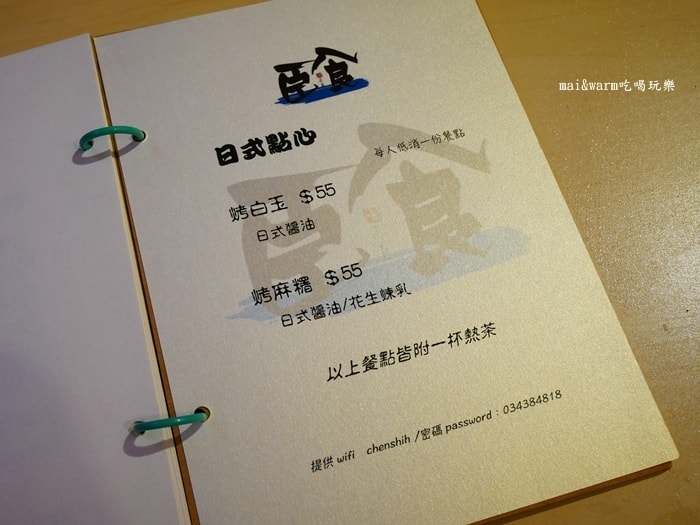 臣食
mai&warm吃喝玩樂
日式點心
每人低消一份餐點
烤白玉 $55
日式醬油
烤麻糬 $55
日式醬油/花生煉乳
以上餐點皆附一杯熱茶
提供 wifi chenshih /密碼 password：034384818